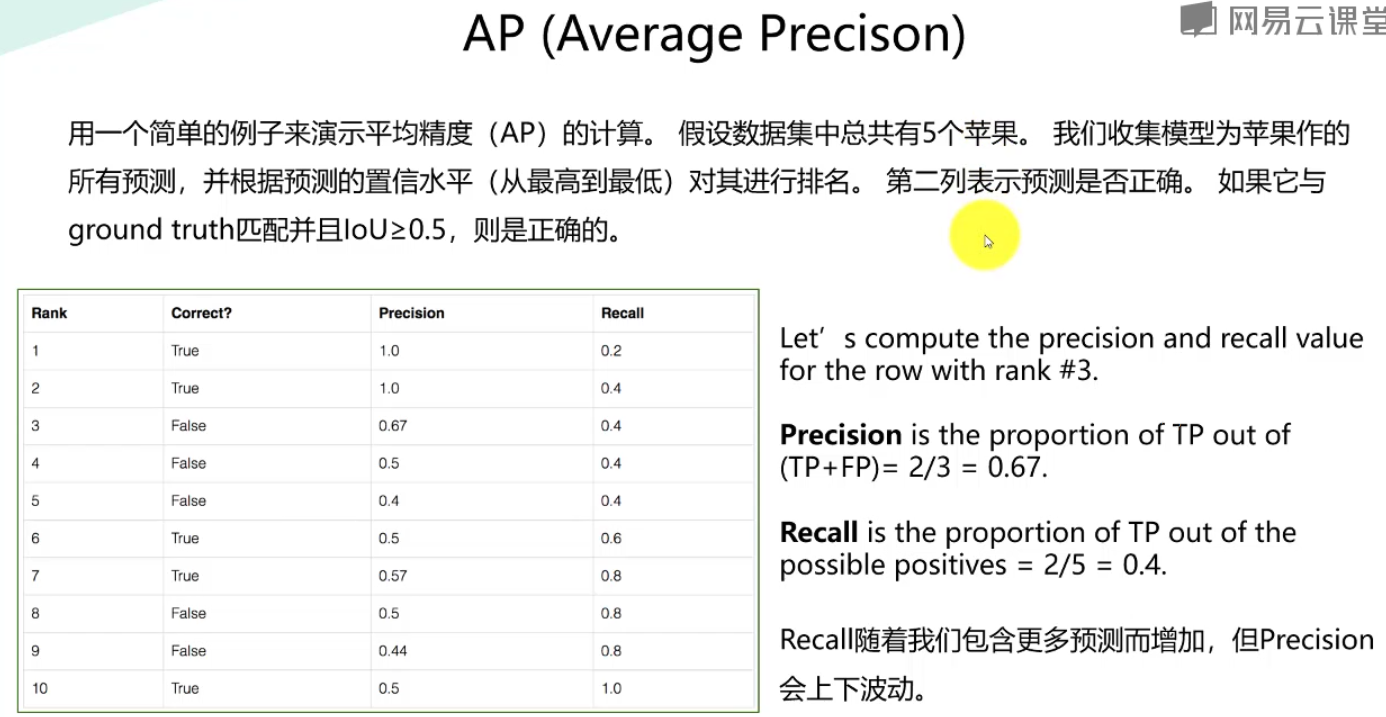 AP (Average Precison)
网易云课堂
用一个简单的例子来演示平均精度（AP）的计算。 假设数据集中总共有5个苹果。 我们收集模型为苹果作的
所有预测，并根据预测的置信水平（从最高到最低）对其进行排名。 第二列表示预测是否正确。 如果它与
ground truth匹配并且IoU≥0.5，则是正确的。
Rank Correct? Precision Recall
1 True 1.0 0.2
2 True 1.0 0.4
3 False 0.67 0.4
4 False 0.5 0.4
5 False 0.4 0.4
6 True 0.5 0.6
7 True 0.57 0.8
8 False 0.5 0.8
9 False 0.44 0.8
10 True 0.5 1.0
Let’s compute the precision and recall value
for the row with rank #3.
Precision is the proportion of TP out of
(TP+FP)= 2/3 = 0.67.
Recall is the proportion of TP out of the
possible positives = 2/5 = 0.4.
Recall随着我们包含更多预测而增加，但Precision
会上下波动。